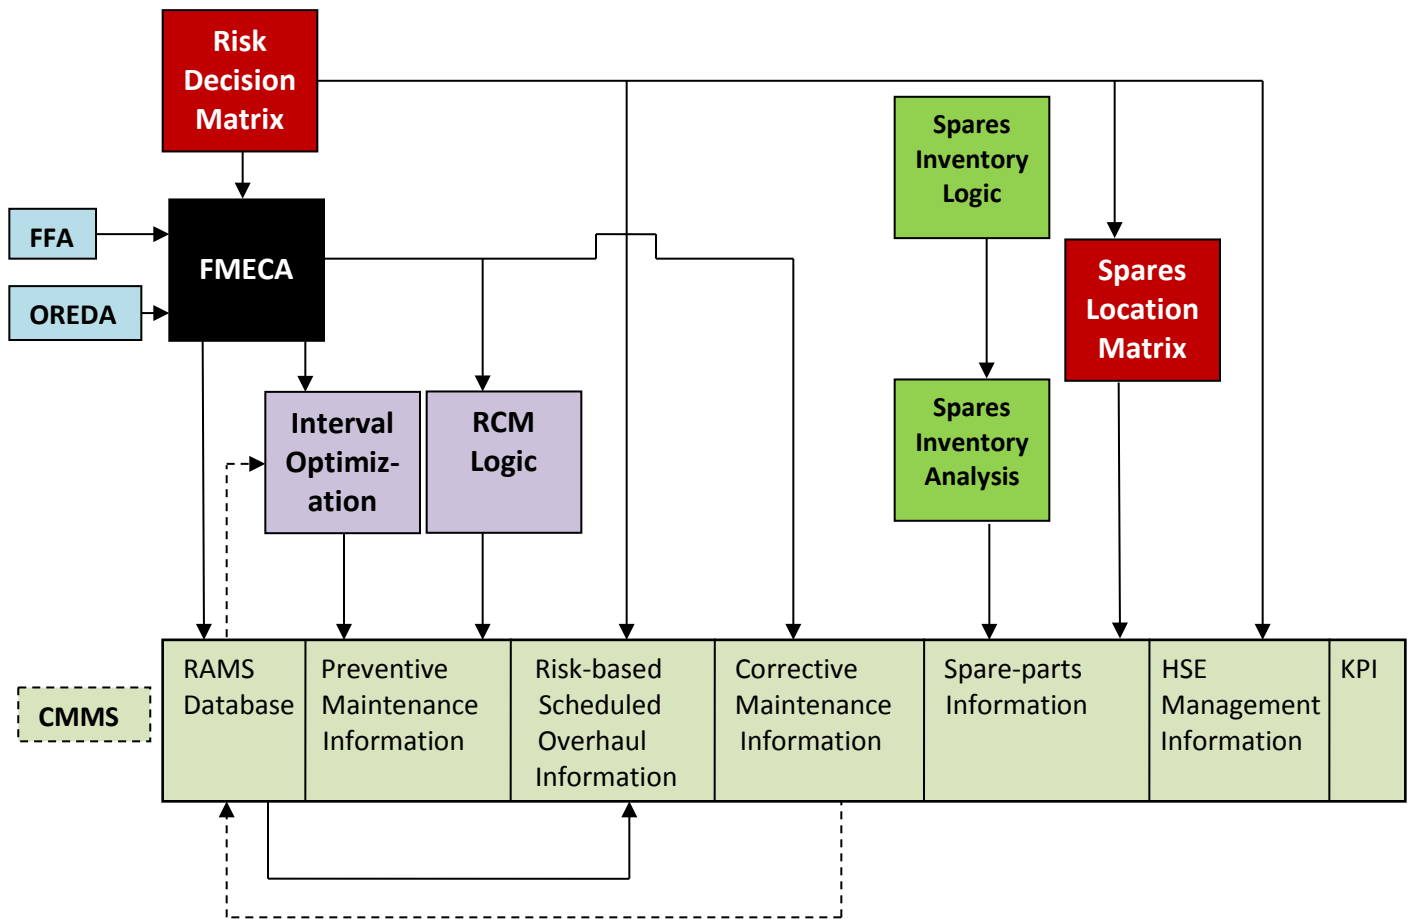 Risk
Decision
Matrix
Spares
Inventory
Logic
FFA
FMECA
OREDA
Spares
Location
Matrix
Interval
Optimiz-
ation
RCM
Logic
Spares
Inventory
Analysis
CMMS
RAMS
Database
Preventive
Maintenance
Information
Risk-based
Scheduled
Overhaul
Information
Corrective
Maintenance
Information
Spare-parts
Information
HSE
Management
Information
KPI